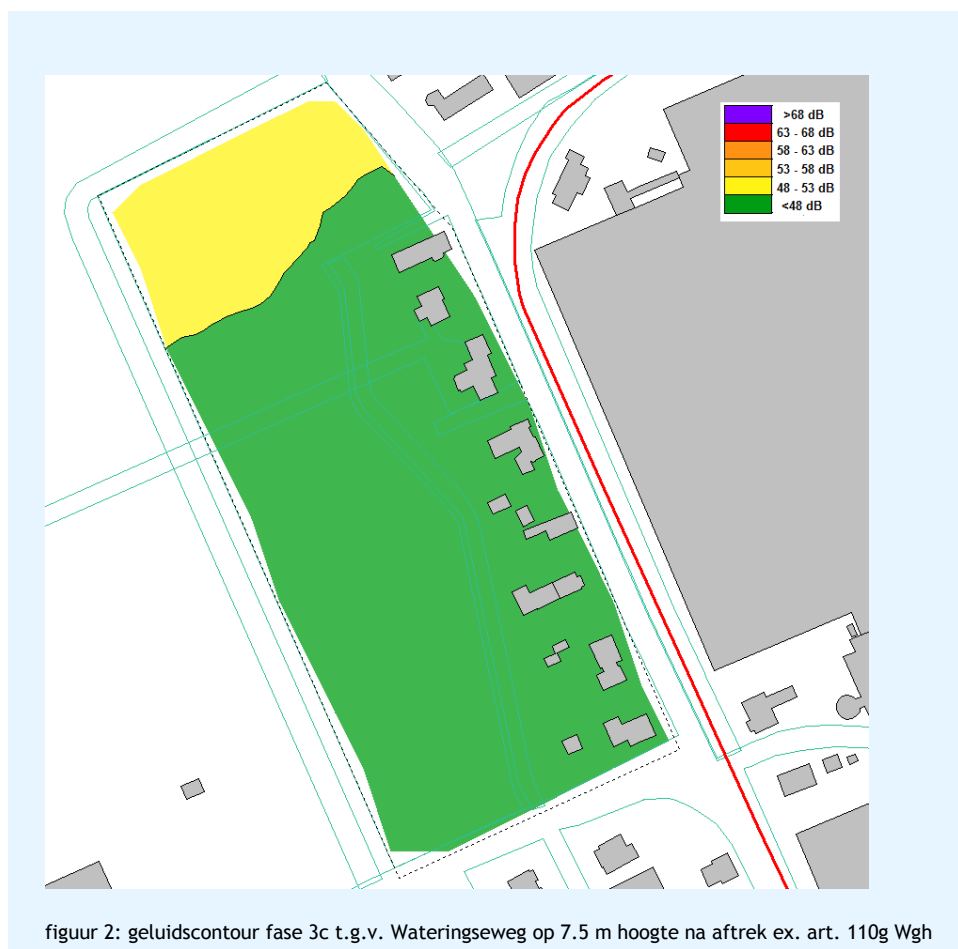 >68 dB
63 - 68 dB
58 - 63 dB
53 - 58 dB
48 - 53 dB
<48 dB
figuur 2: geluidscontour fase 3c t.g.v. Wateringseweg op 7.5 m hoogte na aftrek ex. art. 110g Wgh